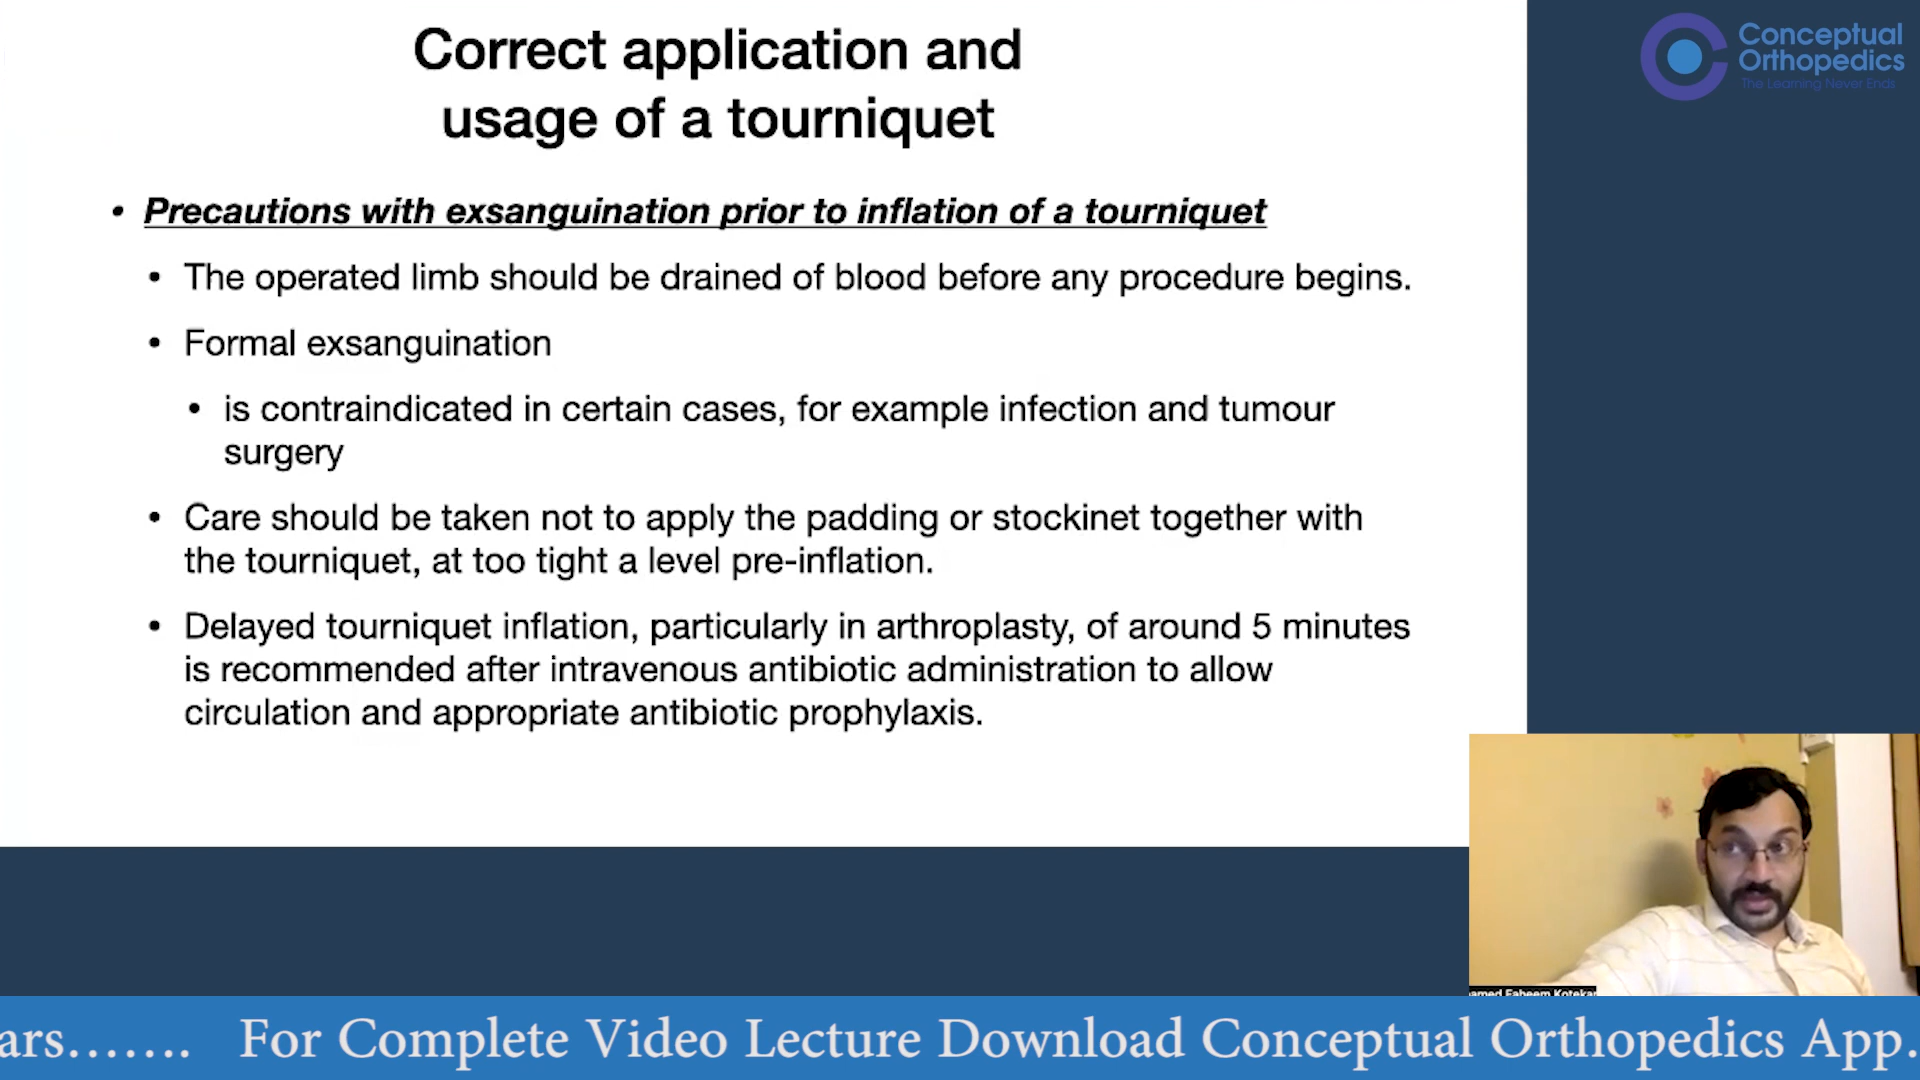 Correct application and
usage of a tourniquet
• Precautions with exsanguination prior to inflation of a tourniquet
• The operated limb should be drained of blood before any procedure begins.
• Formal exsanguination
• is contraindicated in certain cases, for example infection and tumour
surgery
• Care should be taken not to apply the padding or stockinet together with
the tourniquet, at too tight a level pre-inflation.
• Delayed tourniquet inflation, particularly in arthroplasty, of around 5 minutes
is recommended after intravenous antibiotic administration to allow
circulation and appropriate antibiotic prophylaxis.
Conceptual
Orthopedics
The Learning Never Ends
Faheem Kotekar
ars....... For Complete Video Lecture Download Conceptual Orthopedics App.